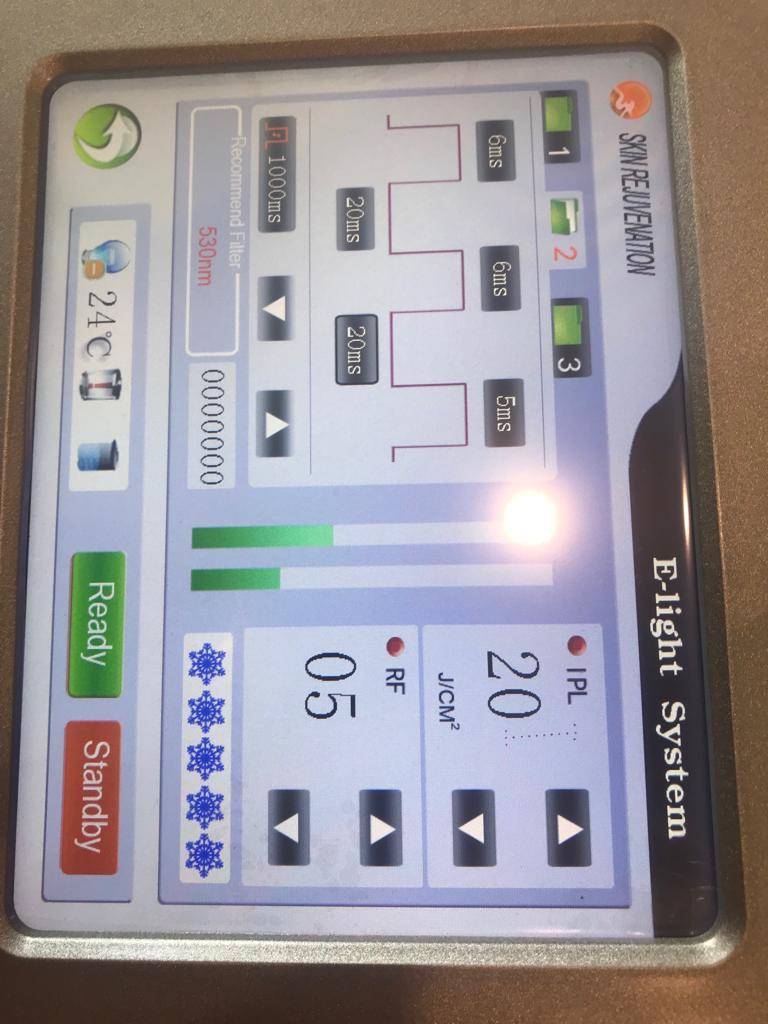 SKIN REJUVENATION
E-light System
1
2
3
6ms
6ms
5ms
20ms
20ms
1000ms
Recommend Filter
530nm
0000000
IPL
20
J/CM²
RF
05
24℃
Ready
Standby